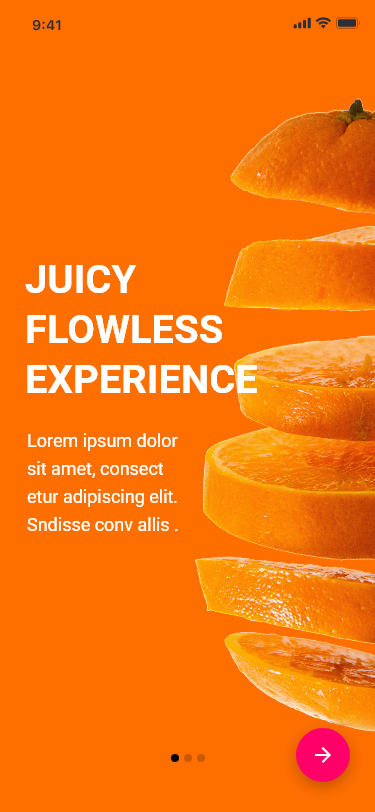 9:41
JUICY
FLOWLESS
EXPERIENCE
Lorem ipsum dolor
sit amet, consect
etur adipiscing elit.
Sndisse conv allis .